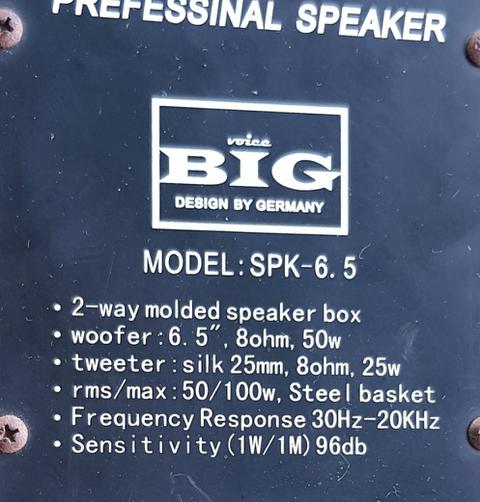 PREFESSINAL SPEAKER
voice
BIG
DESIGN BY GERMANY
MODEL:SPK-6.5
• 2-way molded speaker box
• woofer:6.5″, 8ohm, 50w
• tweeter:silk 25mm, 8ohm, 25w
• rms/max:50/100w, Steel basket
• Frequency Response 30Hz-20KHz
• Sensitivity(1W/1M)96db